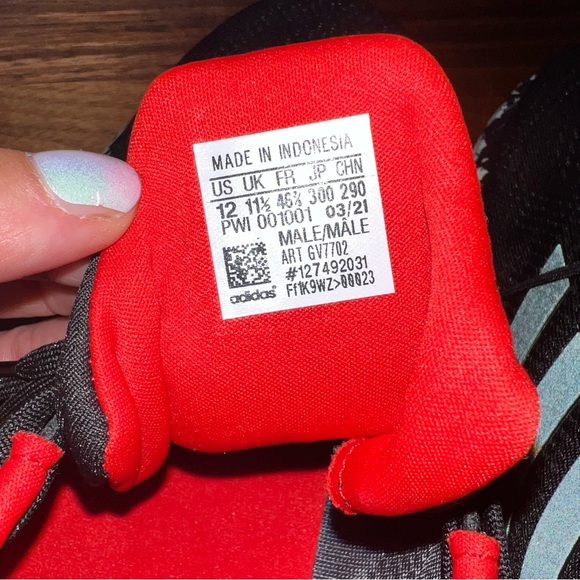 MADE IN INDONESIA
US UK FR JP CHN
12 11½ 46⅔ 300 290
PWI 001001 03/21
MALE/MÂLE
ART GV7702
#127492031
Ff1K9WZ>00023
adidas